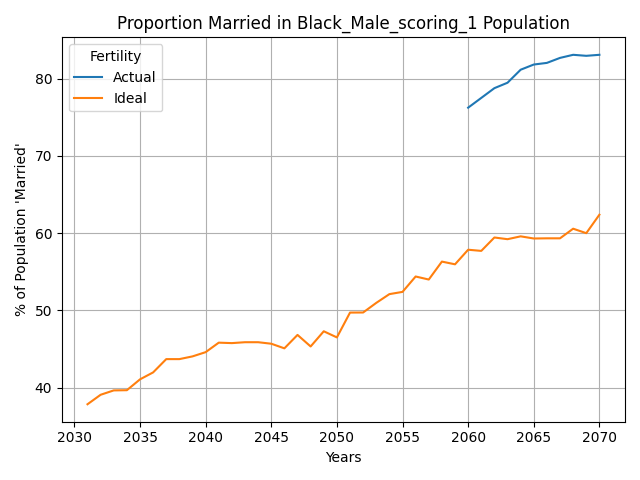 Proportion Married in Black_Male_scoring_1 Population
Fertility
Actual
Ideal
% of Population 'Married'
80
70
60
50
40
2030 2035 2040 2045 2050 2055 2060 2065 2070
Years